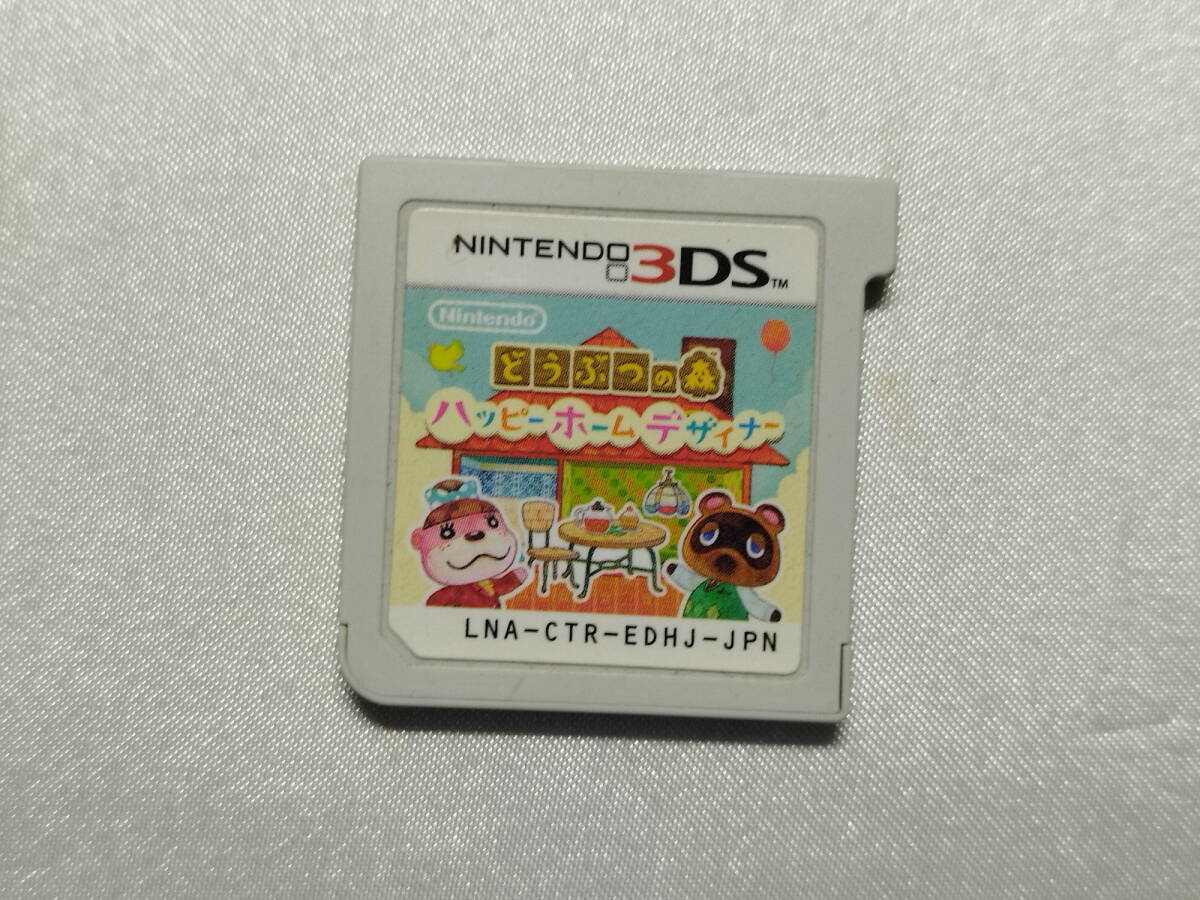 NINTENDO 3DS™
Nintendo®
どうぶつの森
ハッピーホームデザイナー
LNA-CTR-EDHJ-JPN